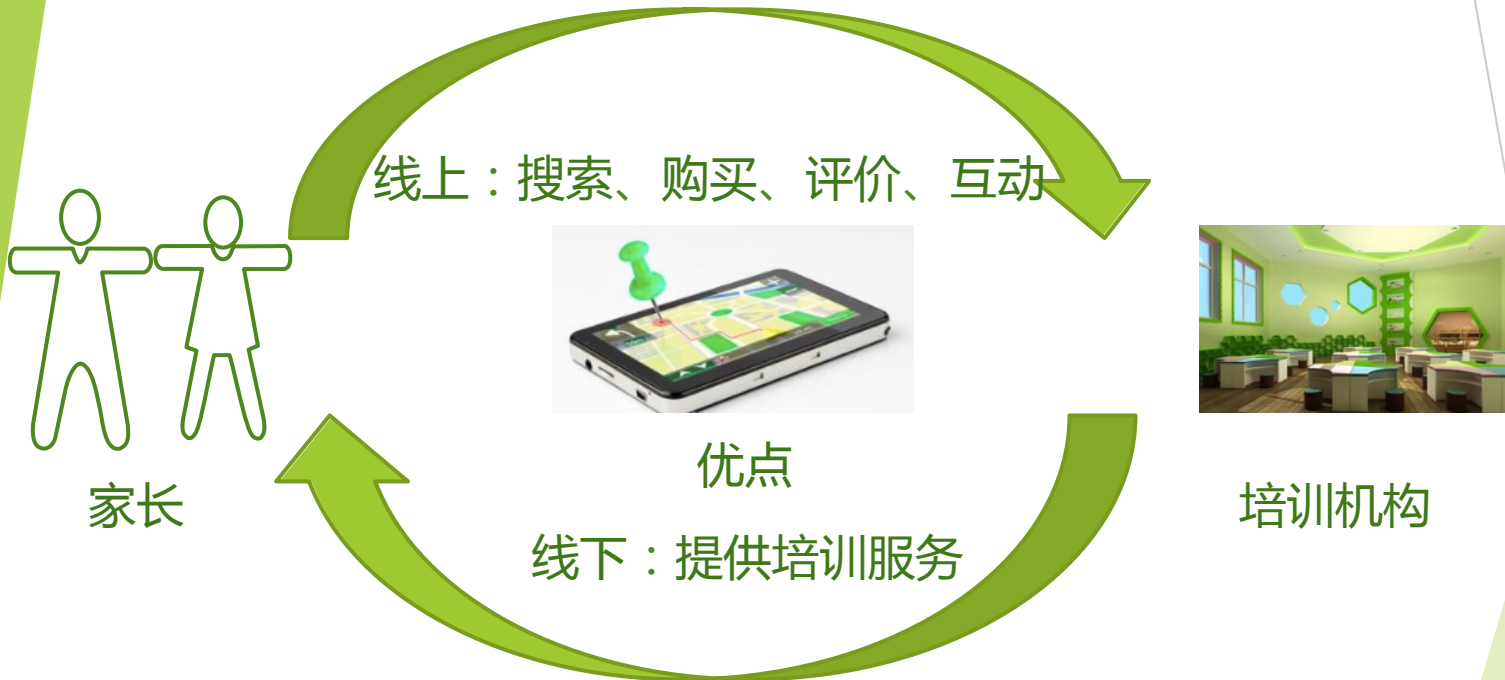 线上：搜索、购买、评价、互动
优点
家长
培训机构
线下：提供培训服务